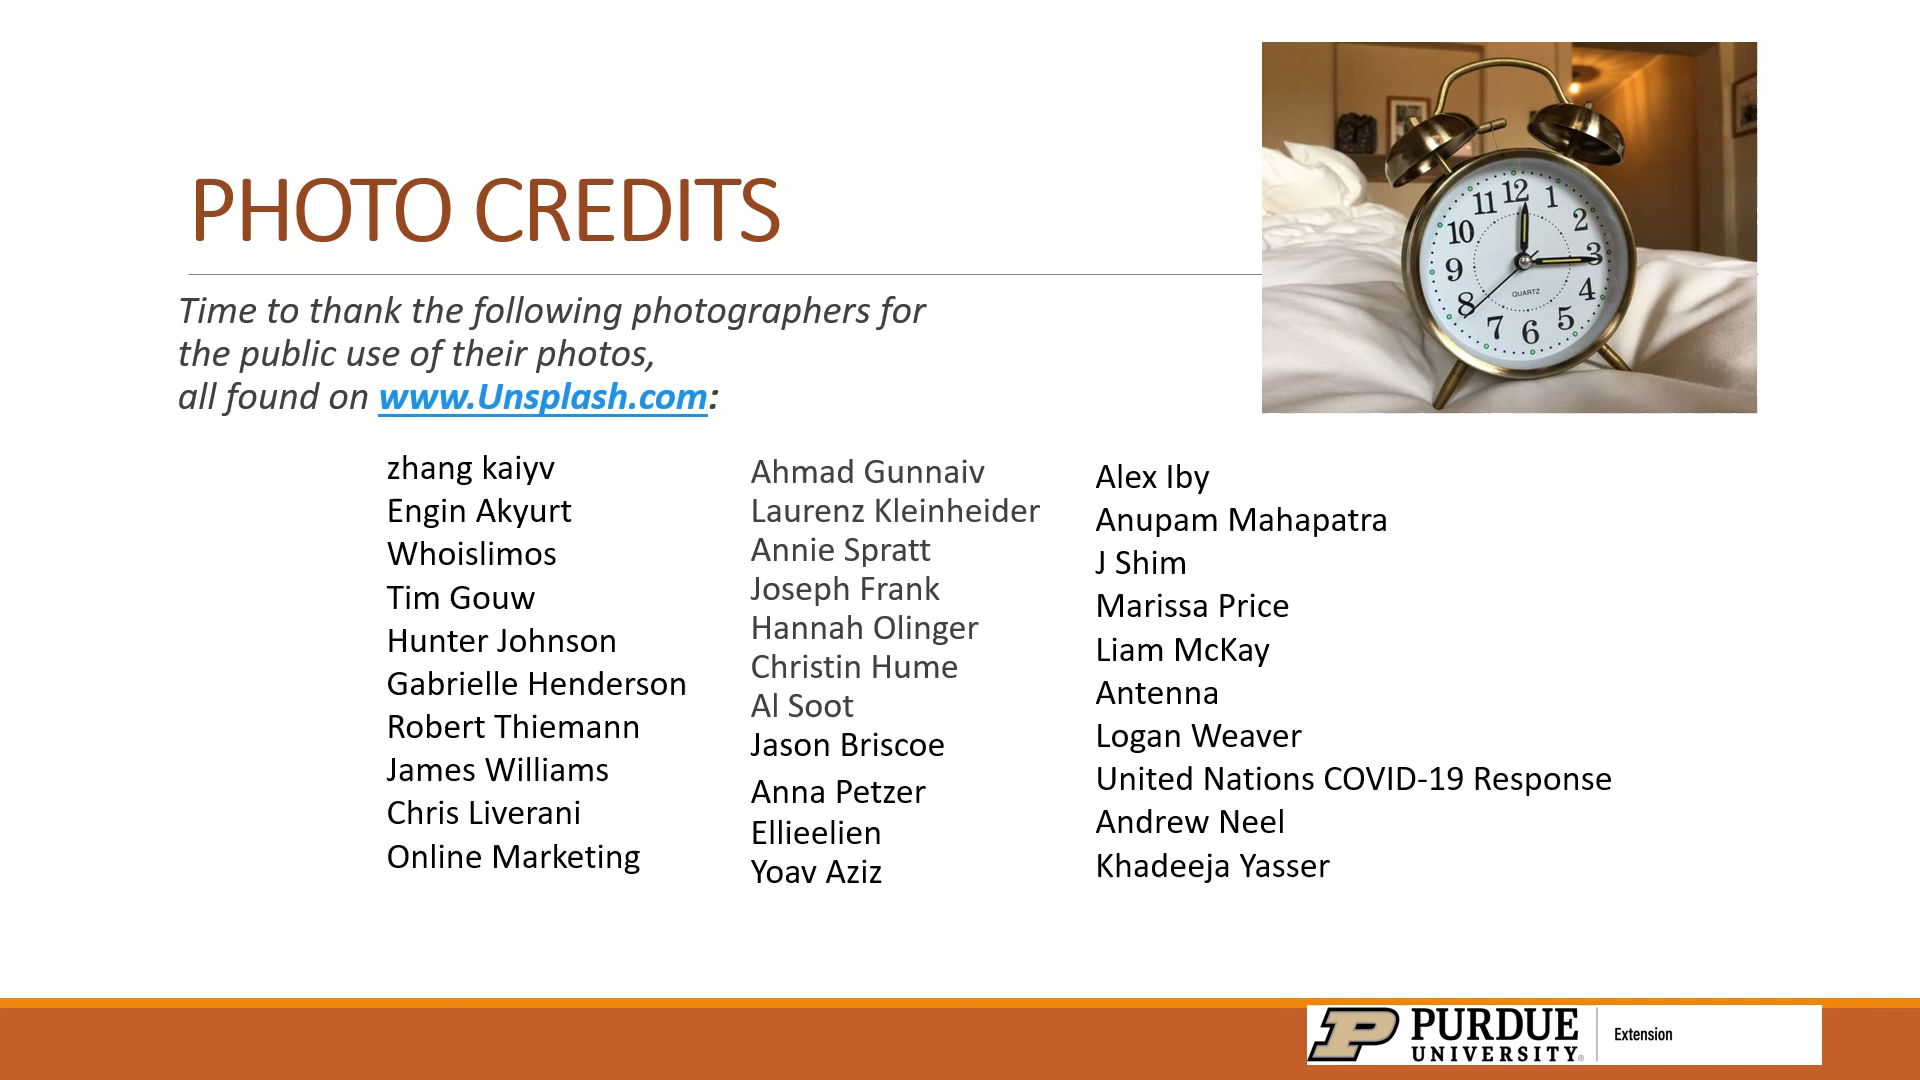 PHOTO CREDITS
Time to thank the following photographers for
the public use of their photos,
all found on www.Unsplash.com:
zhang kaiyv
Engin Akyurt
Whoislimos
Tim Gouw
Hunter Johnson
Gabrielle Henderson
Robert Thiemann
James Williams
Chris Liverani
Online Marketing
Ahmad Gunnaiv
Laurenz Kleinheider
Annie Spratt
Joseph Frank
Hannah Olinger
Christin Hume
Al Soot
Jason Briscoe
Anna Petzer
Ellieelien
Yoav Aziz
Alex Iby
Anupam Mahapatra
J Shim
Marissa Price
Liam McKay
Antenna
Logan Weaver
United Nations COVID-19 Response
Andrew Neel
Khadeeja Yasser
12
1
2
3
4
5
6
7
8
9
10
11
QUARTZ
P
PURDUE
UNIVERSITY®
Extension